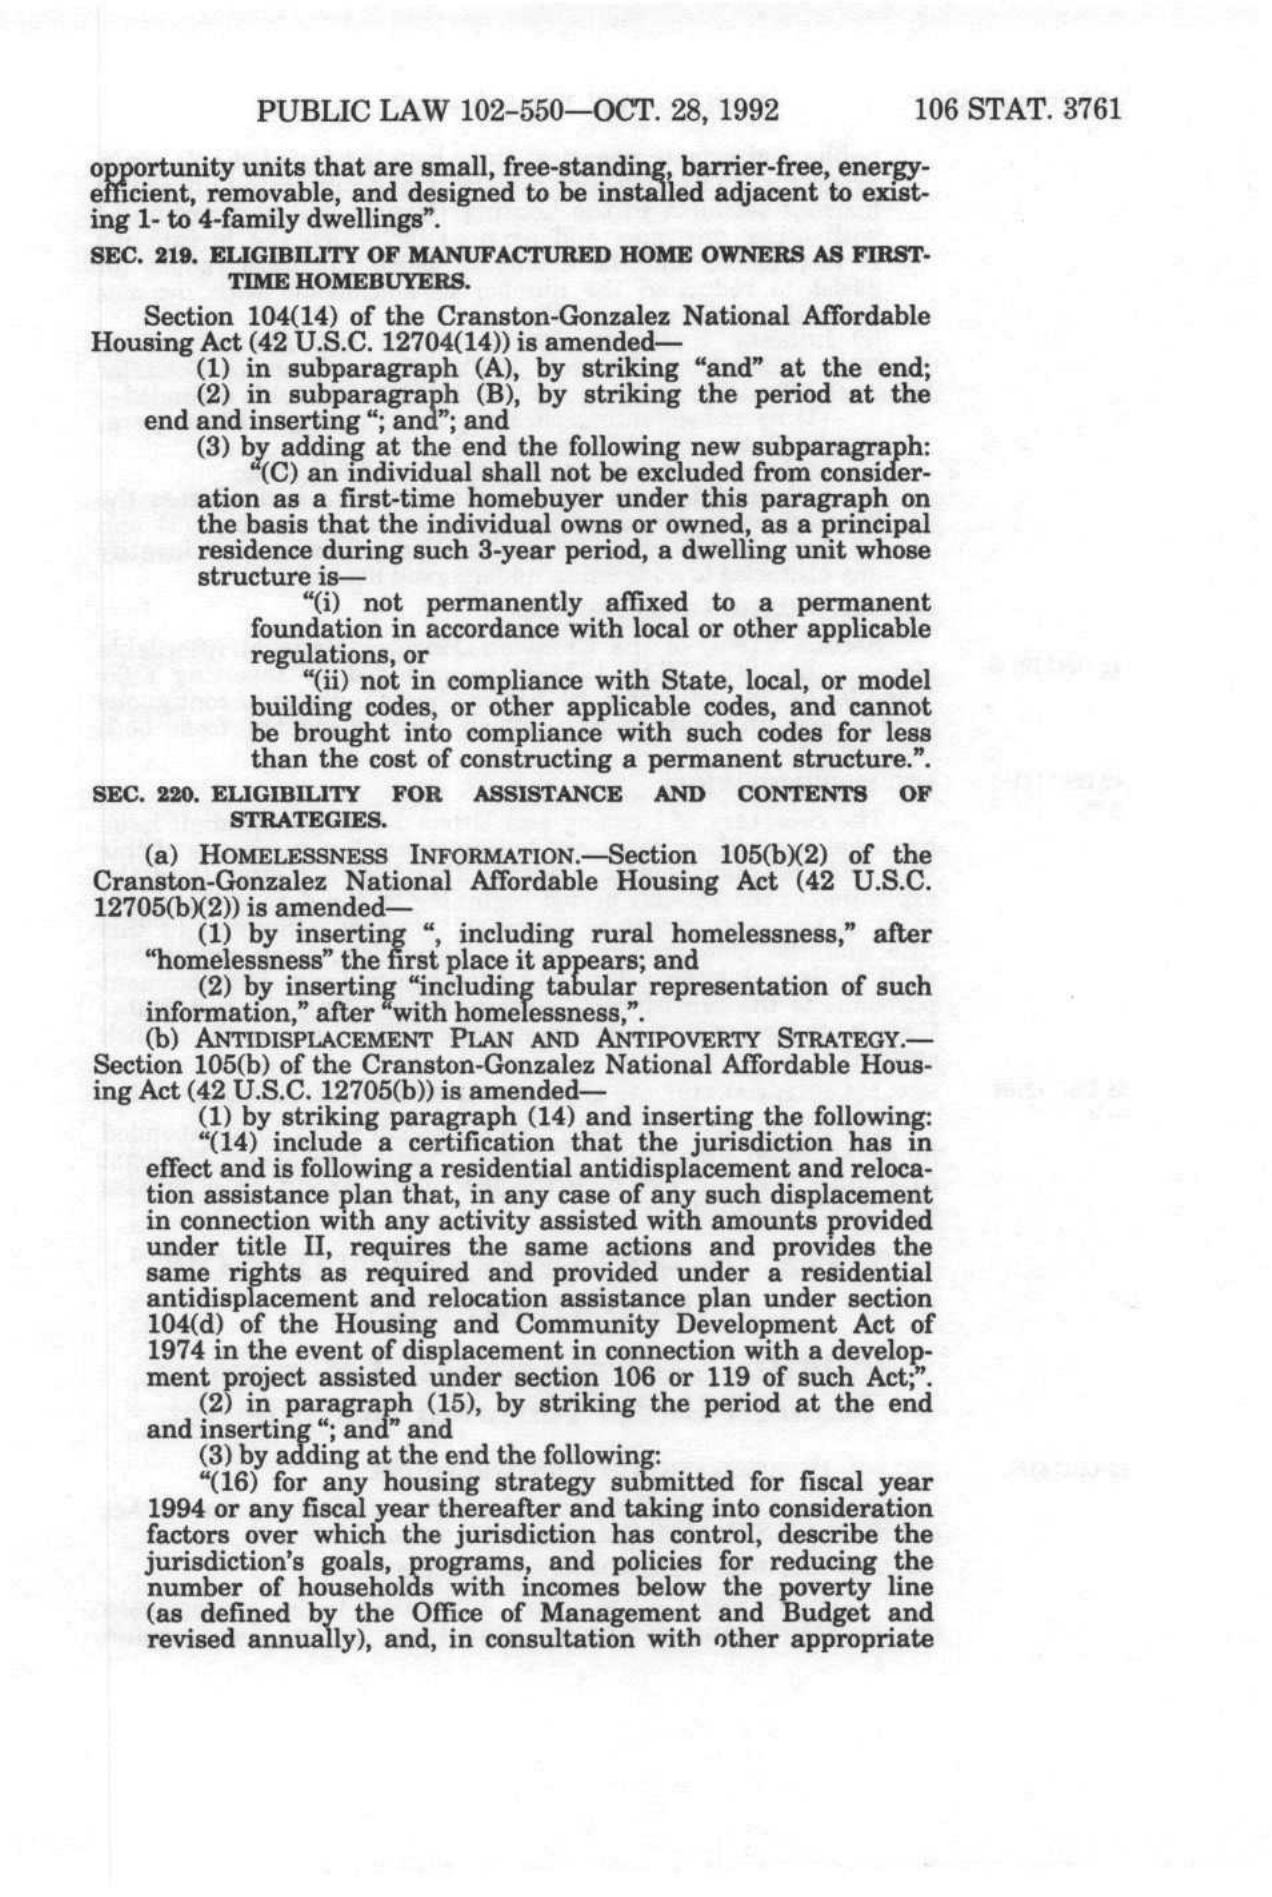 PUBLIC LAW 102-550—OCT. 28, 1992 106 STAT. 3761
opportunity units that are small, free-standing, barrier-free, energy-
efficient, removable, and designed to be installed adjacent to exist-
ing 1- to 4-family dwellings”.
SEC. 219. ELIGIBILITY OF MANUFACTURED HOME OWNERS AS FIRST-
TIME HOMEBUYERS.
Section 104(14) of the Cranston-Gonzalez National Affordable
Housing Act (42 U.S.C. 12704(14)) is amended—
(1) in subparagraph (A), by striking “and” at the end;
(2) in subparagraph (B), by striking the period at the
end and inserting “; and”; and
(3) by adding at the end the following new subparagraph:
“(C) an individual shall not be excluded from consider-
ation as a first-time homebuyer under this paragraph on
the basis that the individual owns or owned, as a principal
residence during such 3-year period, a dwelling unit whose
structure is—
“(i) not permanently affixed to a permanent
foundation in accordance with local or other applicable
regulations, or
“(ii) not in compliance with State, local, or model
building codes, or other applicable codes, and cannot
be brought into compliance with such codes for less
than the cost of constructing a permanent structure.”.
SEC. 220. ELIGIBILITY FOR ASSISTANCE AND CONTENTS OF
STRATEGIES.
(a) HOMELESSNESS INFORMATION.—Section 105(b)(2) of the
Cranston-Gonzalez National Affordable Housing Act (42 U.S.C.
12705(b)(2)) is amended—
(1) by inserting “, including rural homelessness,” after
“homelessness” the first place it appears; and
(2) by inserting “including tabular representation of such
information,” after “with homelessness,”.
(b) ANTIDISPLACEMENT PLAN AND ANTIPOVERTY STRATEGY.—
Section 105(b) of the Cranston-Gonzalez National Affordable Hous-
ing Act (42 U.S.C. 12705(b)) is amended—
(1) by striking paragraph (14) and inserting the following:
“(14) include a certification that the jurisdiction has in
effect and is following a residential antidisplacement and reloca-
tion assistance plan that, in any case of any such displacement
in connection with any activity assisted with amounts provided
under title II, requires the same actions and provides the
same rights as required and provided under a residential
antidisplacement and relocation assistance plan under section
104(d) of the Housing and Community Development Act of
1974 in the event of displacement in connection with a develop-
ment project assisted under section 106 or 119 of such Act;”.
(2) in paragraph (15), by striking the period at the end
and inserting “; and” and
(3) by adding at the end the following:
“(16) for any housing strategy submitted for fiscal year
1994 or any fiscal year thereafter and taking into consideration
factors over which the jurisdiction has control, describe the
jurisdiction's goals, programs, and policies for reducing the
number of households with incomes below the poverty line
(as defined by the Office of Management and Budget and
revised annually), and, in consultation with other appropriate